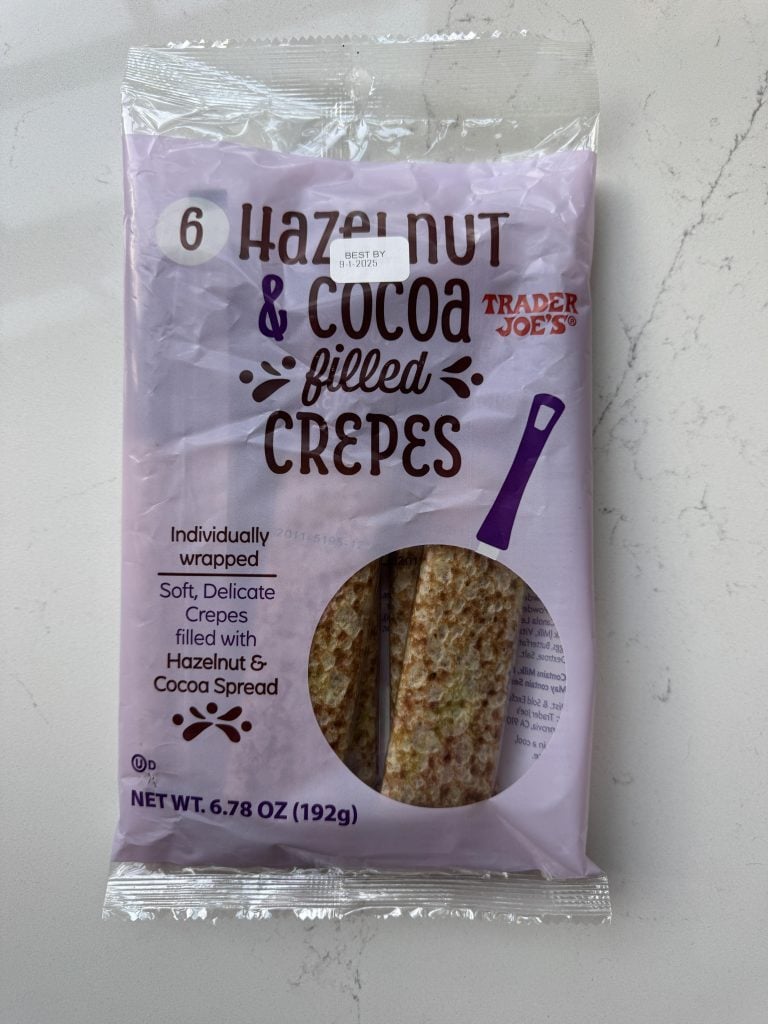 6
Hazelnut
BEST BY
9-1-2025
& COCOa
TRADER
JOE'S®
filled
CREPES
Individually
wrapped
Soft, Delicate
Crepes
filled with
Hazelnut &
Cocoa Spread
U D
NET WT. 6.78 OZ (192g)